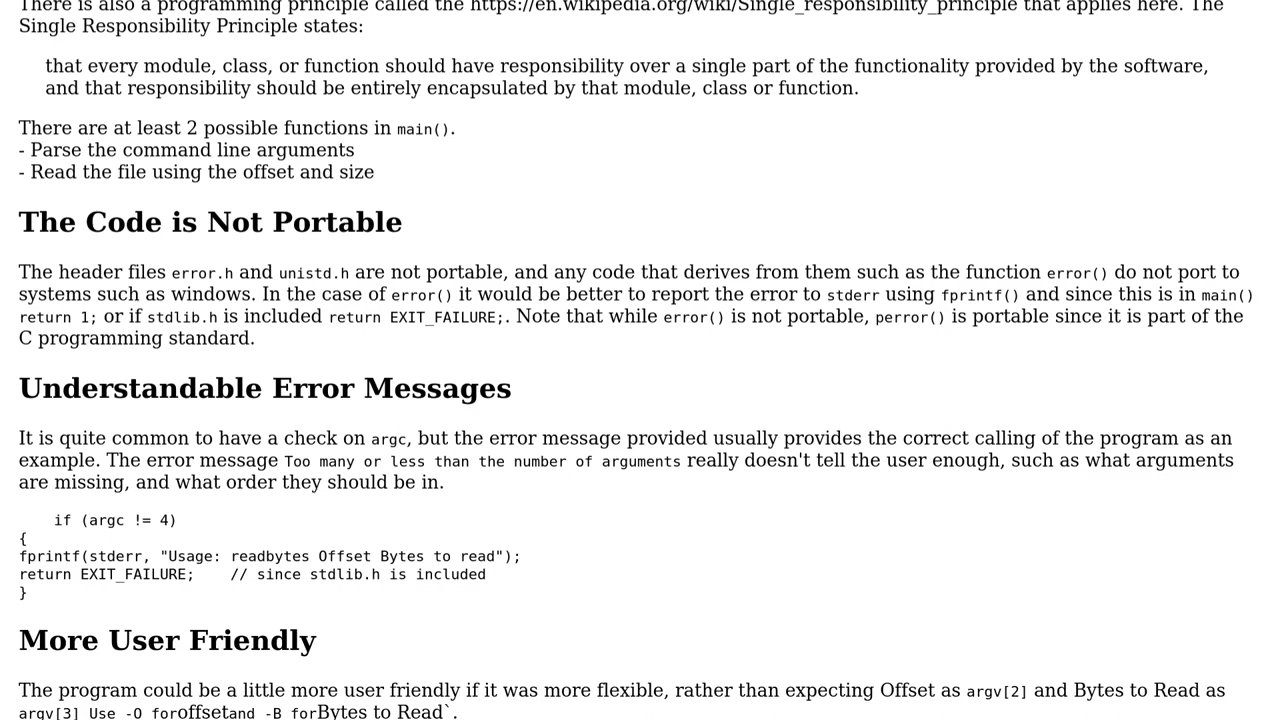 There is also a programming principle called the https://en.wikipedia.org/wiki/Single_responsibility_principle that applies here. The
Single Responsibility Principle states:
that every module, class, or function should have responsibility over a single part of the functionality provided by the software,
and that responsibility should be entirely encapsulated by that module, class or function.
There are at least 2 possible functions in main().
- Parse the command line arguments
- Read the file using the offset and size
The Code is Not Portable
The header files error.h and unistd.h are not portable, and any code that derives from them such as the function error() do not port to
systems such as windows. In the case of error() it would be better to report the error to stderr using fprintf() and since this is in main()
return 1; or if stdlib.h is included return EXIT_FAILURE;. Note that while error() is not portable, perror() is portable since it is part of the
C programming standard.
Understandable Error Messages
It is quite common to have a check on argc, but the error message provided usually provides the correct calling of the program as an
example. The error message Too many or less than the number of arguments really doesn't tell the user enough, such as what arguments
are missing, and what order they should be in.
    if (argc != 4)
{
fprintf(stderr, "Usage: readbytes Offset Bytes to read");
return EXIT_FAILURE;    // since stdlib.h is included
}
More User Friendly
The program could be a little more user friendly if it was more flexible, rather than expecting Offset as argv[2] and Bytes to Read as
argv[3] Use -O foroffsetand -B forBytes to Read`.